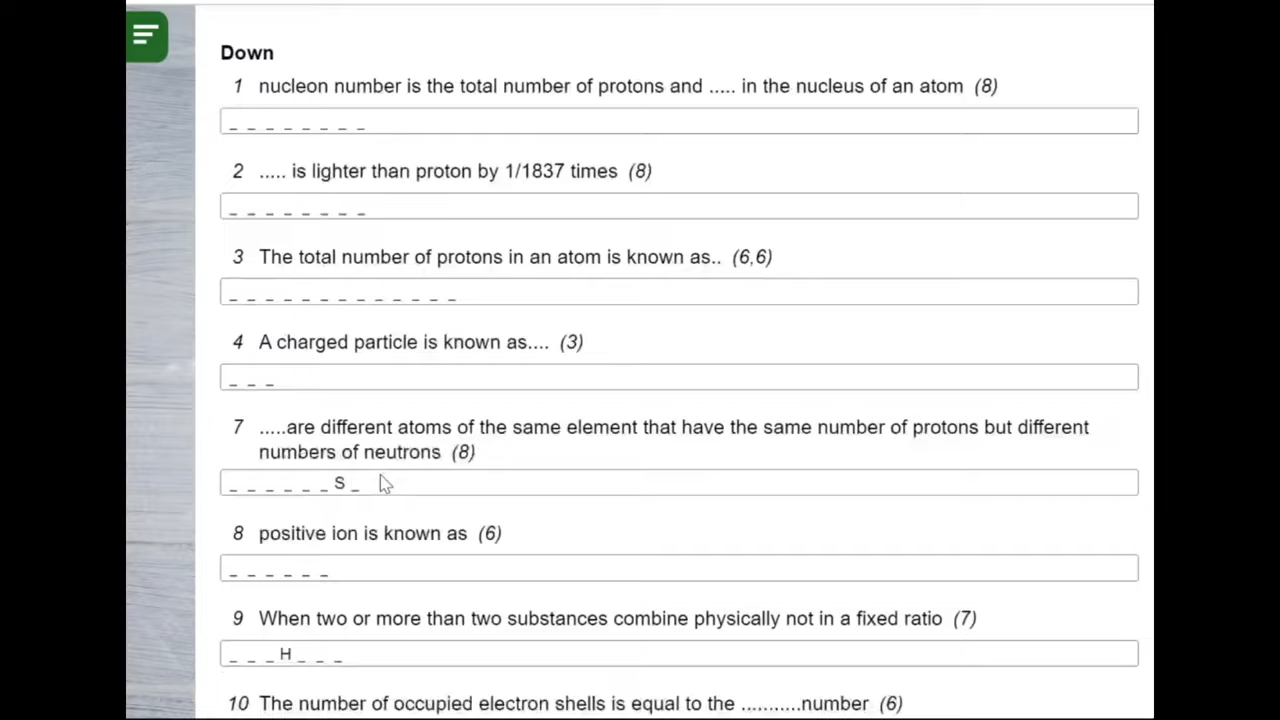 Down
1 nucleon number is the total number of protons and ..... in the nucleus of an atom (8)
_ _ _ _ _ _ _ _
2 ..... is lighter than proton by 1/1837 times (8)
_ _ _ _ _ _ _ _
3 The total number of protons in an atom is known as.. (6,6)
_ _ _ _ _ _ _ _ _ _ _ _ _
4 A charged particle is known as.... (3)
_ _ _
7 .....are different atoms of the same element that have the same number of protons but different
numbers of neutrons (8)
_ _ _ _ _ _ S _
8 positive ion is known as (6)
_ _ _ _ _ _
9 When two or more than two substances combine physically not in a fixed ratio (7)
_ _ _ H _ _ _
10 The number of occupied electron shells is equal to the ...........number (6)